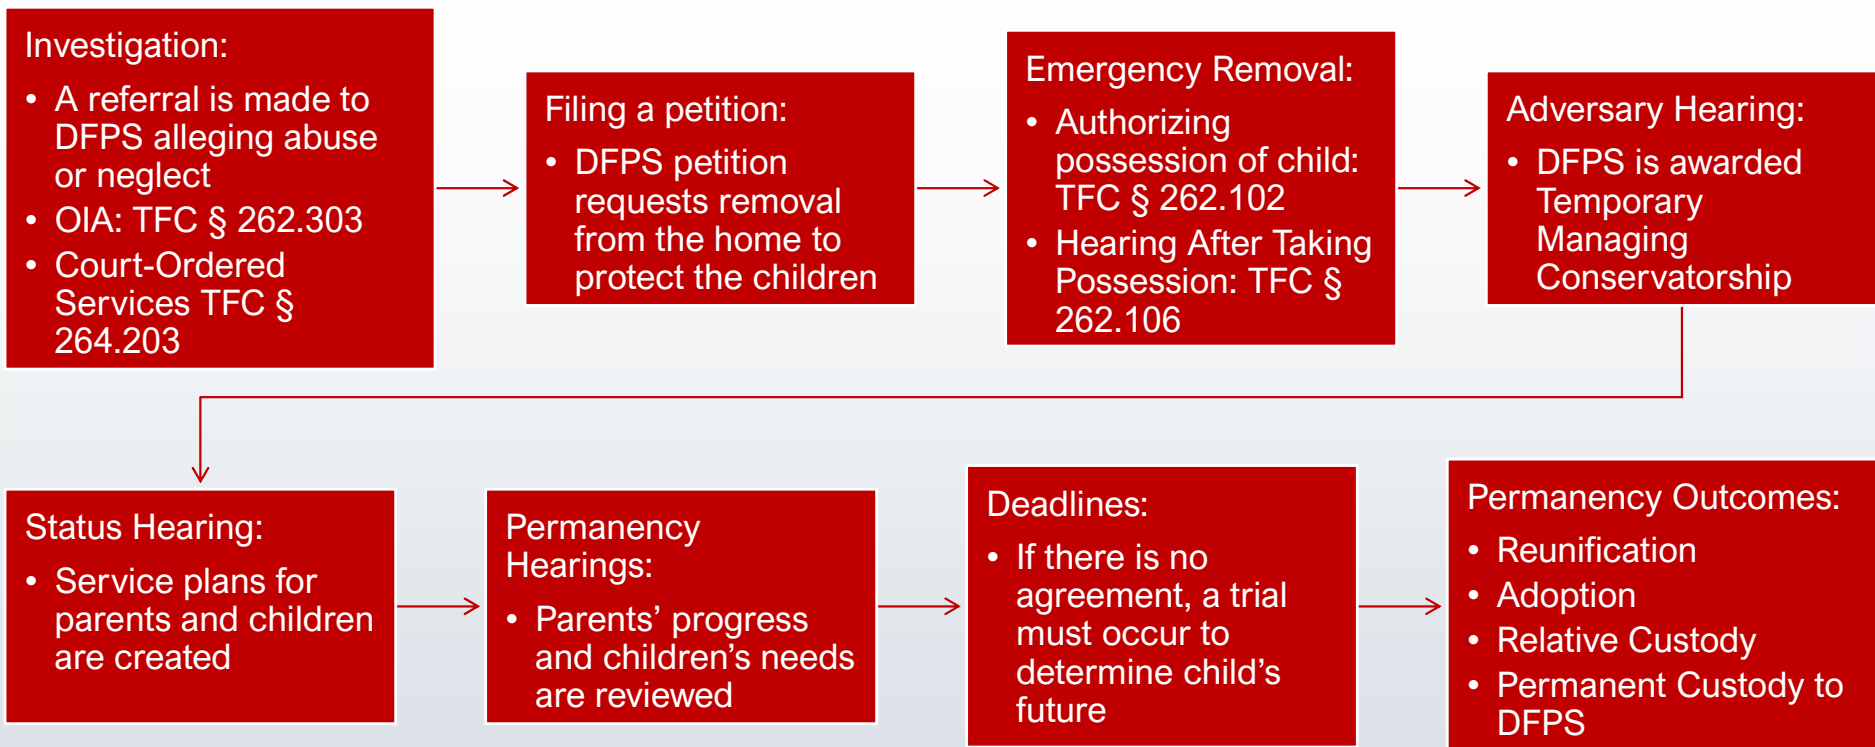 Investigation:
• A referral is made to
DFPS alleging abuse
or neglect
• OIA: TFC § 262.303
• Court-Ordered
Services TFC §
264.203
Filing a petition:
• DFPS petition
requests removal
from the home to
protect the children
Emergency Removal:
• Authorizing
possession of child:
TFC § 262.102
• Hearing After Taking
Possession: TFC §
262.106
Adversary Hearing:
• DFPS is awarded
Temporary
Managing
Conservatorship
Status Hearing:
• Service plans for
parents and children
are created
Permanency
Hearings:
• Parents’ progress
and children’s needs
are reviewed
Deadlines:
• If there is no
agreement, a trial
must occur to
determine child’s
future
Permanency Outcomes:
• Reunification
• Adoption
• Relative Custody
• Permanent Custody to
DFPS